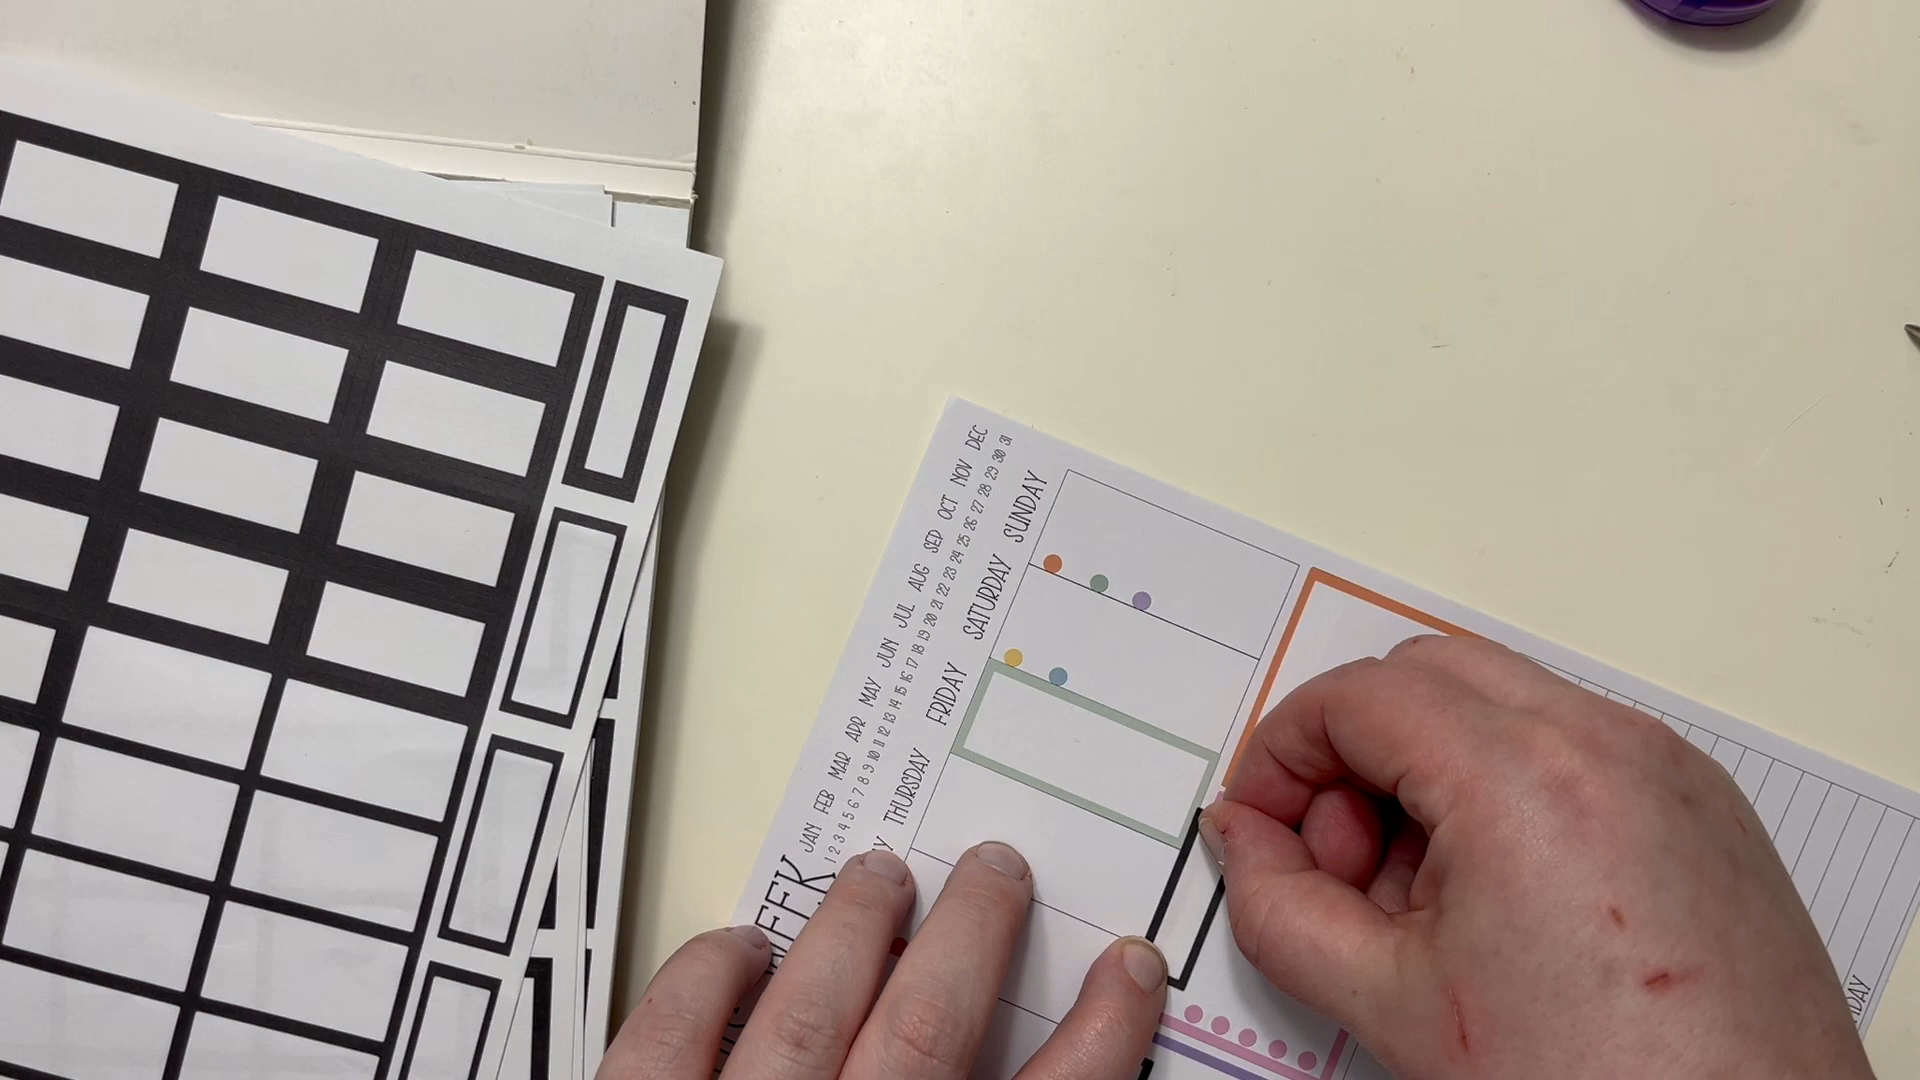 WEEK
JAN FEB MAR APR MAY JUN JUL AUG SEP OCT NOV DEC
1 2 3 4 5 6 7 8 9 10 11 12 13 14 15 16 17 18 19 20 21 22 23 24 25 26 27 28 29 30 31
THURSDAY FRIDAY SATURDAY SUNDAY